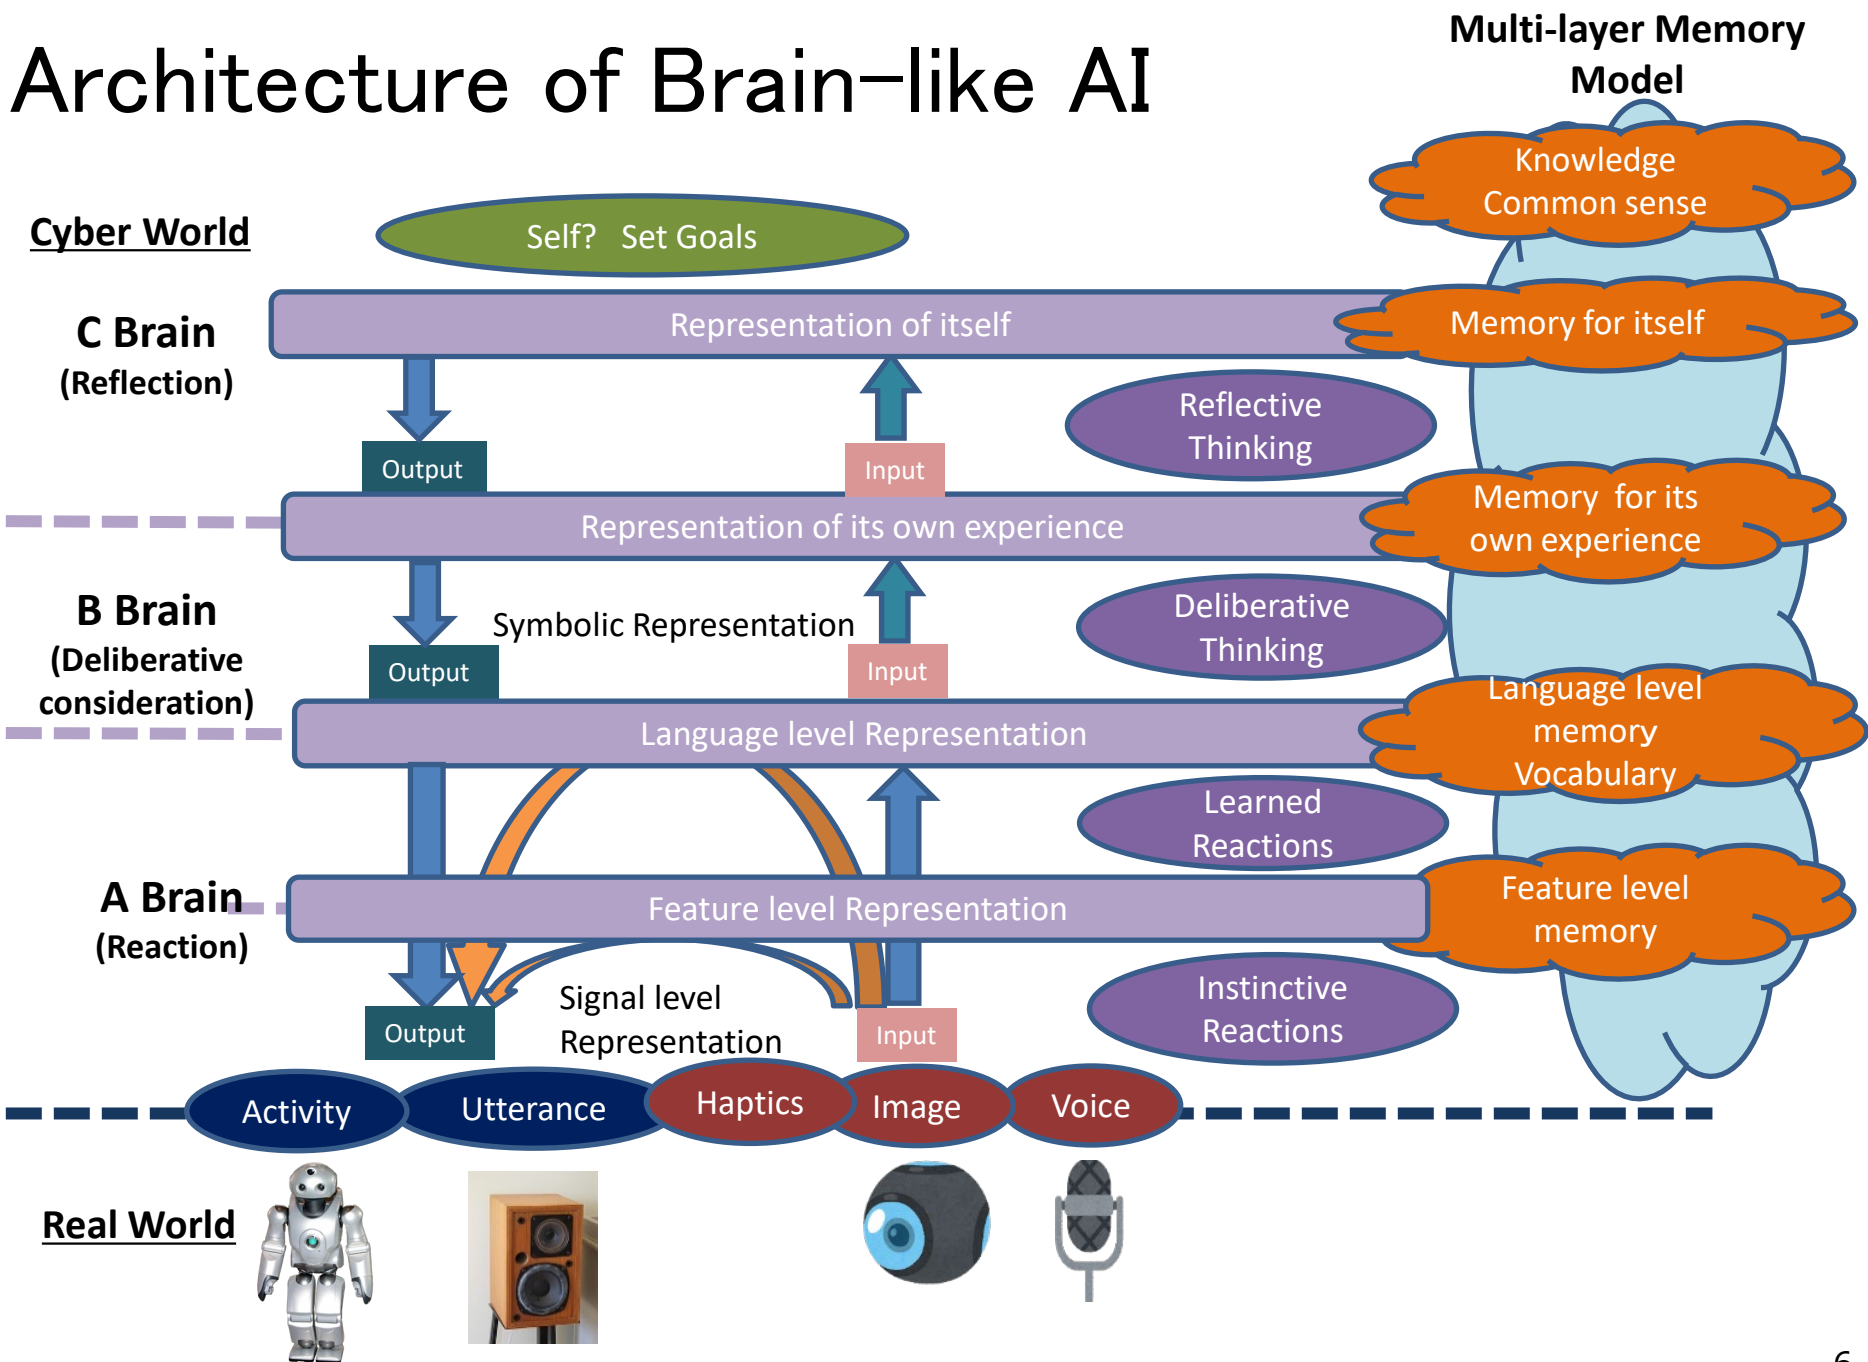 Architecture of Brain-like AI
Multi-layer Memory
Model
Knowledge
Common sense
Cyber World
Self?   Set Goals
C Brain
(Reflection)
Representation of itself
Memory for itself
Reflective
Thinking
Output
Input
Representation of its own experience
Memory  for its
own experience
B Brain
(Deliberative
consideration)
Symbolic Representation
Deliberative
Thinking
Output
Input
Language level Representation
Language level
memory
Vocabulary
Learned
Reactions
A Brain
(Reaction)
Feature level Representation
Feature level
memory
Signal level
Representation
Instinctive
Reactions
Output
Input
Activity
Utterance
Haptics
Image
Voice
Real World
6